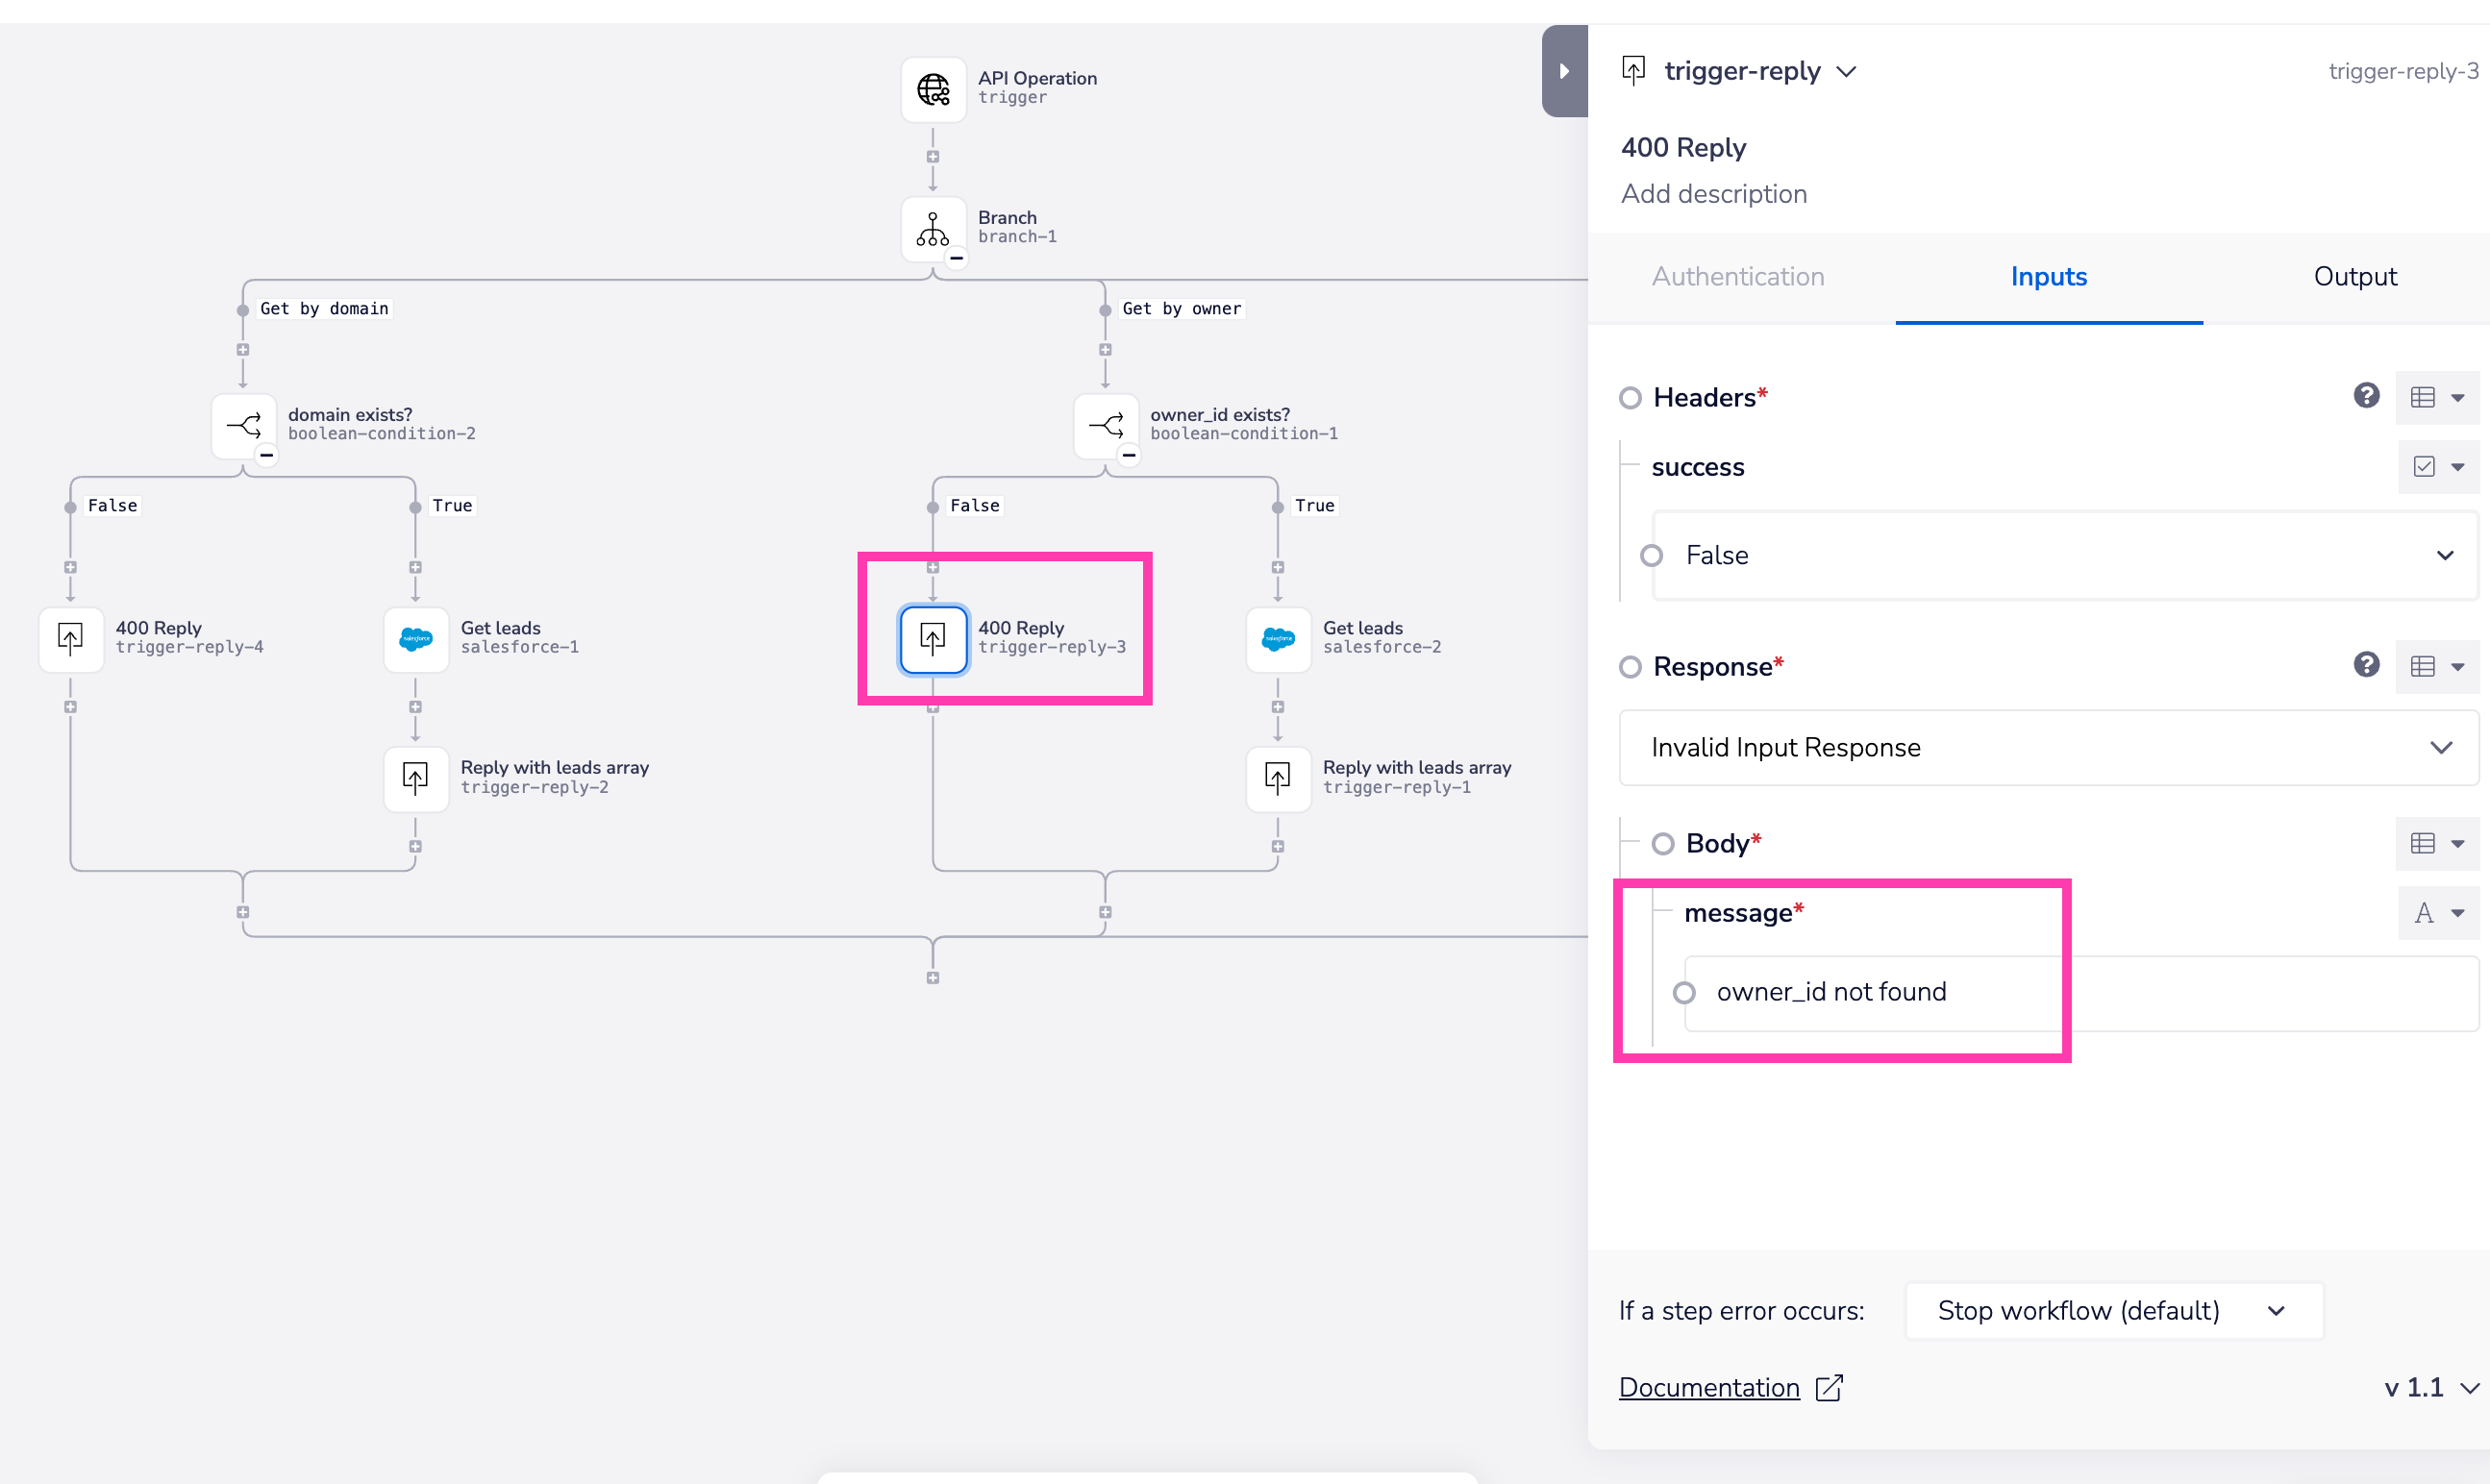 API Operation
trigger
Branch
branch-1
Get by domain
Get by owner
domain exists?
boolean-condition-2
owner_id exists?
boolean-condition-1
False
True
False
True
400 Reply
trigger-reply-4
Get leads
salesforce-1
400 Reply
trigger-reply-3
Get leads
salesforce-2
Reply with leads array
trigger-reply-2
Reply with leads array
trigger-reply-1
trigger-reply
trigger-reply-3
400 Reply
Add description
Authentication
Inputs
Output
Headers*
success
False
Response*
Invalid Input Response
Body*
message*
A
owner_id not found
If a step error occurs:
Stop workflow (default)
Documentation
v 1.1